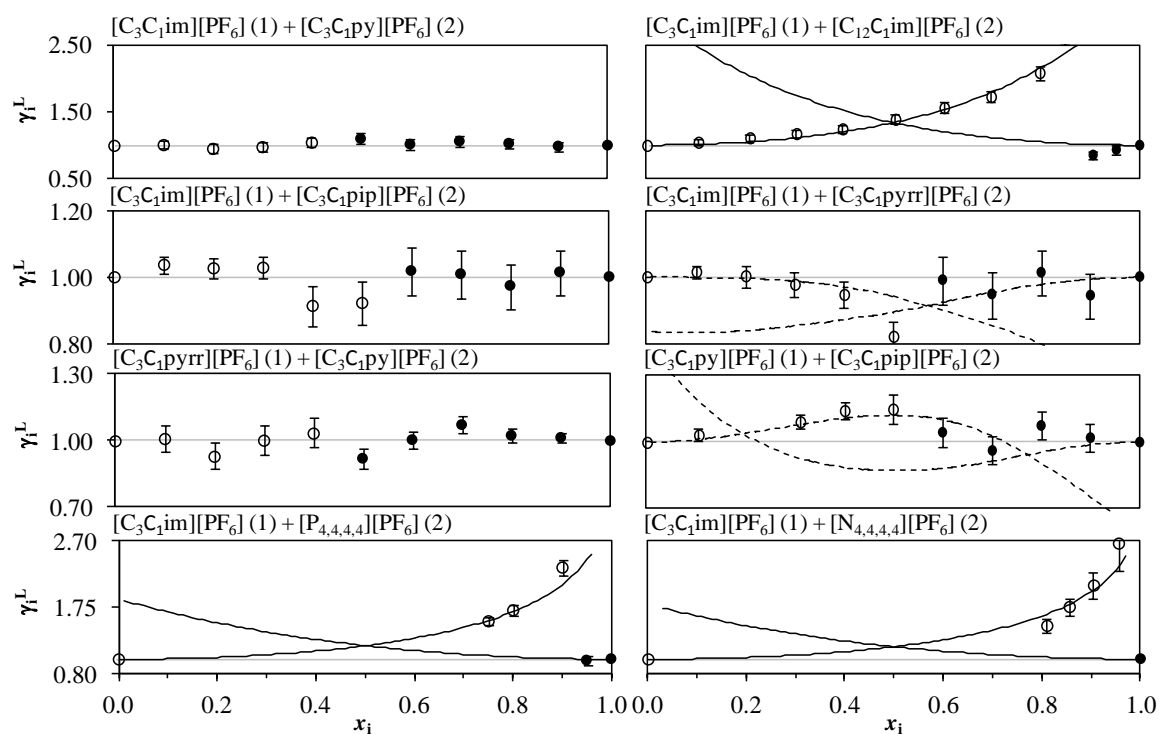 [C₃C₁im][PF₆] (1) + [C₃C₁py][PF₆] (2)
[C₃C₁im][PF₆] (1) + [C₁₂C₁im][PF₆] (2)
2.50
1.50
0.50
γᵢᴸ
[C₃C₁im][PF₆] (1) + [C₃C₁pip][PF₆] (2)
[C₃C₁im][PF₆] (1) + [C₃C₁pyrr][PF₆] (2)
1.20
1.00
0.80
γᵢᴸ
[C₃C₁pyrr][PF₆] (1) + [C₃C₁py][PF₆] (2)
[C₃C₁py][PF₆] (1) + [C₃C₁pip][PF₆] (2)
1.30
1.00
0.70
γᵢᴸ
[C₃C₁im][PF₆] (1) + [P₄,₄,₄,₄][PF₆] (2)
[C₃C₁im][PF₆] (1) + [N₄,₄,₄,₄][PF₆] (2)
2.70
1.75
0.80
γᵢᴸ
0.0 0.2 0.4 0.6 0.8 1.0
0.0 0.2 0.4 0.6 0.8 1.0
xᵢ
xᵢ